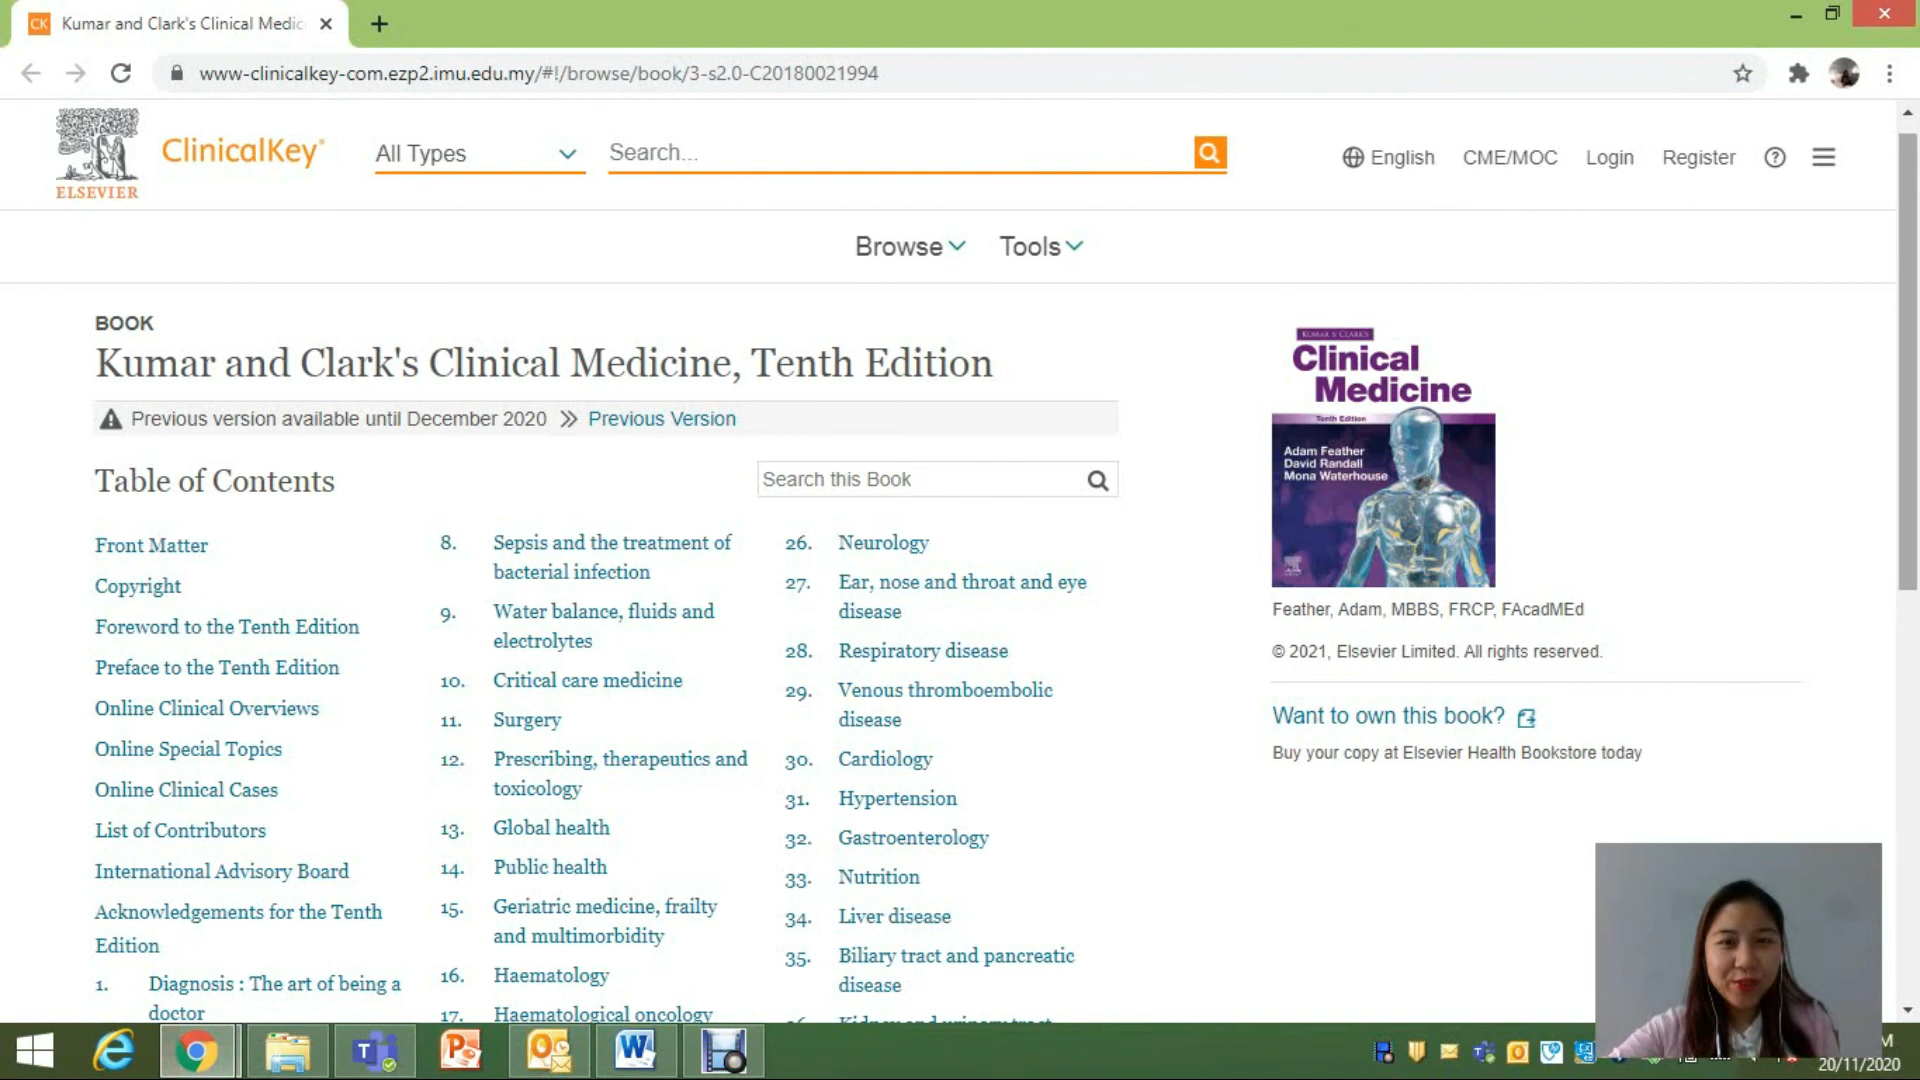 CK Kumar and Clark's Clinical Medic
www-clinicalkey-com.ezp2.imu.edu.my/#!/browse/book/3-s2.0-C20180021994
ELSEVIER
ClinicalKey
All Types
Search...
English
CME/MOC
Login
Register
Browse
Tools
BOOK
Kumar and Clark's Clinical Medicine, Tenth Edition
Previous version available until December 2020 >> Previous Version
Table of Contents
Search this Book
Front Matter
Copyright
Foreword to the Tenth Edition
Preface to the Tenth Edition
Online Clinical Overviews
Online Special Topics
Online Clinical Cases
List of Contributors
International Advisory Board
Acknowledgements for the Tenth
Edition
1. Diagnosis : The art of being a
doctor
8. Sepsis and the treatment of
bacterial infection
9. Water balance, fluids and
electrolytes
10. Critical care medicine
11. Surgery
12. Prescribing, therapeutics and
toxicology
13. Global health
14. Public health
15. Geriatric medicine, frailty
and multimorbidity
16. Haematology
17. Haematological oncology
26. Neurology
27. Ear, nose and throat and eye
disease
28. Respiratory disease
29. Venous thromboembolic
disease
30. Cardiology
31. Hypertension
32. Gastroenterology
33. Nutrition
34. Liver disease
35. Biliary tract and pancreatic
disease
KUMAR & CLARK'S
Clinical
Medicine
Tenth Edition
Adam Feather
David Randall
Mona Waterhouse
Feather, Adam, MBBS, FRCP, FAcadMEd
© 2021, Elsevier Limited. All rights reserved.
Want to own this book?
Buy your copy at Elsevier Health Bookstore today
M
20/11/2020